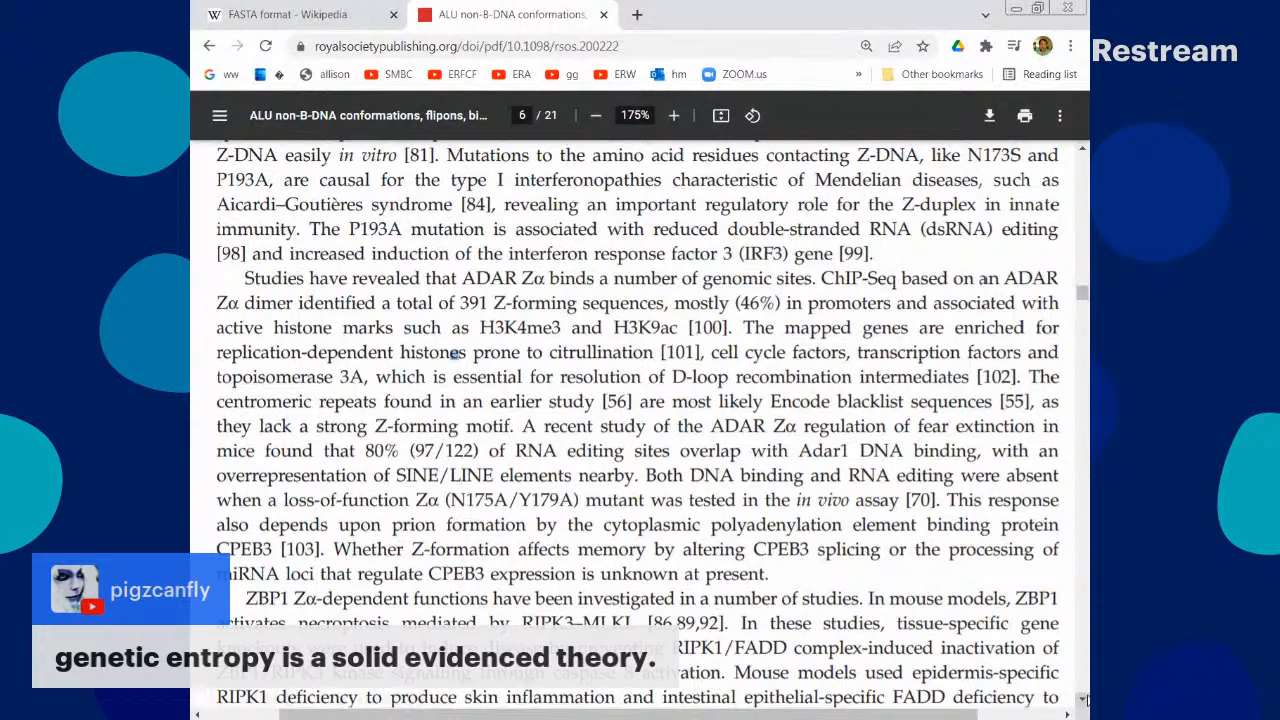 FASTA format - Wikipedia
ALU non-B-DNA conformations,
Restream
royalsocietypublishing.org/doi/pdf/10.1098/rsos.200222
ww
allison
SMBC
ERFCF
ERA
gg
ERW
hm
ZOOM.us
»
Other bookmarks
Reading list
ALU non-B-DNA conformations, flipons, bi...
6 / 21
175%
Z-DNA easily in vitro [81]. Mutations to the amino acid residues contacting Z-DNA, like N173S and
P193A, are causal for the type I interferonopathies characteristic of Mendelian diseases, such as
Aicardi–Goutières syndrome [84], revealing an important regulatory role for the Z-duplex in innate
immunity. The P193A mutation is associated with reduced double-stranded RNA (dsRNA) editing
[98] and increased induction of the interferon response factor 3 (IRF3) gene [99].
Studies have revealed that ADAR Zα binds a number of genomic sites. ChIP-Seq based on an ADAR
Zα dimer identified a total of 391 Z-forming sequences, mostly (46%) in promoters and associated with
active histone marks such as H3K4me3 and H3K9ac [100]. The mapped genes are enriched for
replication-dependent histones prone to citrullination [101], cell cycle factors, transcription factors and
topoisomerase 3A, which is essential for resolution of D-loop recombination intermediates [102]. The
centromeric repeats found in an earlier study [56] are most likely Encode blacklist sequences [55], as
they lack a strong Z-forming motif. A recent study of the ADAR Zα regulation of fear extinction in
mice found that 80% (97/122) of RNA editing sites overlap with Adar1 DNA binding, with an
overrepresentation of SINE/LINE elements nearby. Both DNA binding and RNA editing were absent
when a loss-of-function Zα (N175A/Y179A) mutant was tested in the in vivo assay [70]. This response
also depends upon prion formation by the cytoplasmic polyadenylation element binding protein
CPEB3 [103]. Whether Z-formation affects memory by altering CPEB3 splicing or the processing of
miRNA loci that regulate CPEB3 expression is unknown at present.
ZBP1 Zα-dependent functions have been investigated in a number of studies. In mouse models, ZBP1
activates necroptosis mediated by RIPK3–MLKL [86,89,92]. In these studies, tissue-specific gene
RIPK1/FADD complex-induced inactivation of
Mouse models used epidermis-specific
RIPK1 deficiency to produce skin inflammation and intestinal epithelial-specific FADD deficiency to
pigzcanfly
genetic entropy is a solid evidenced theory.